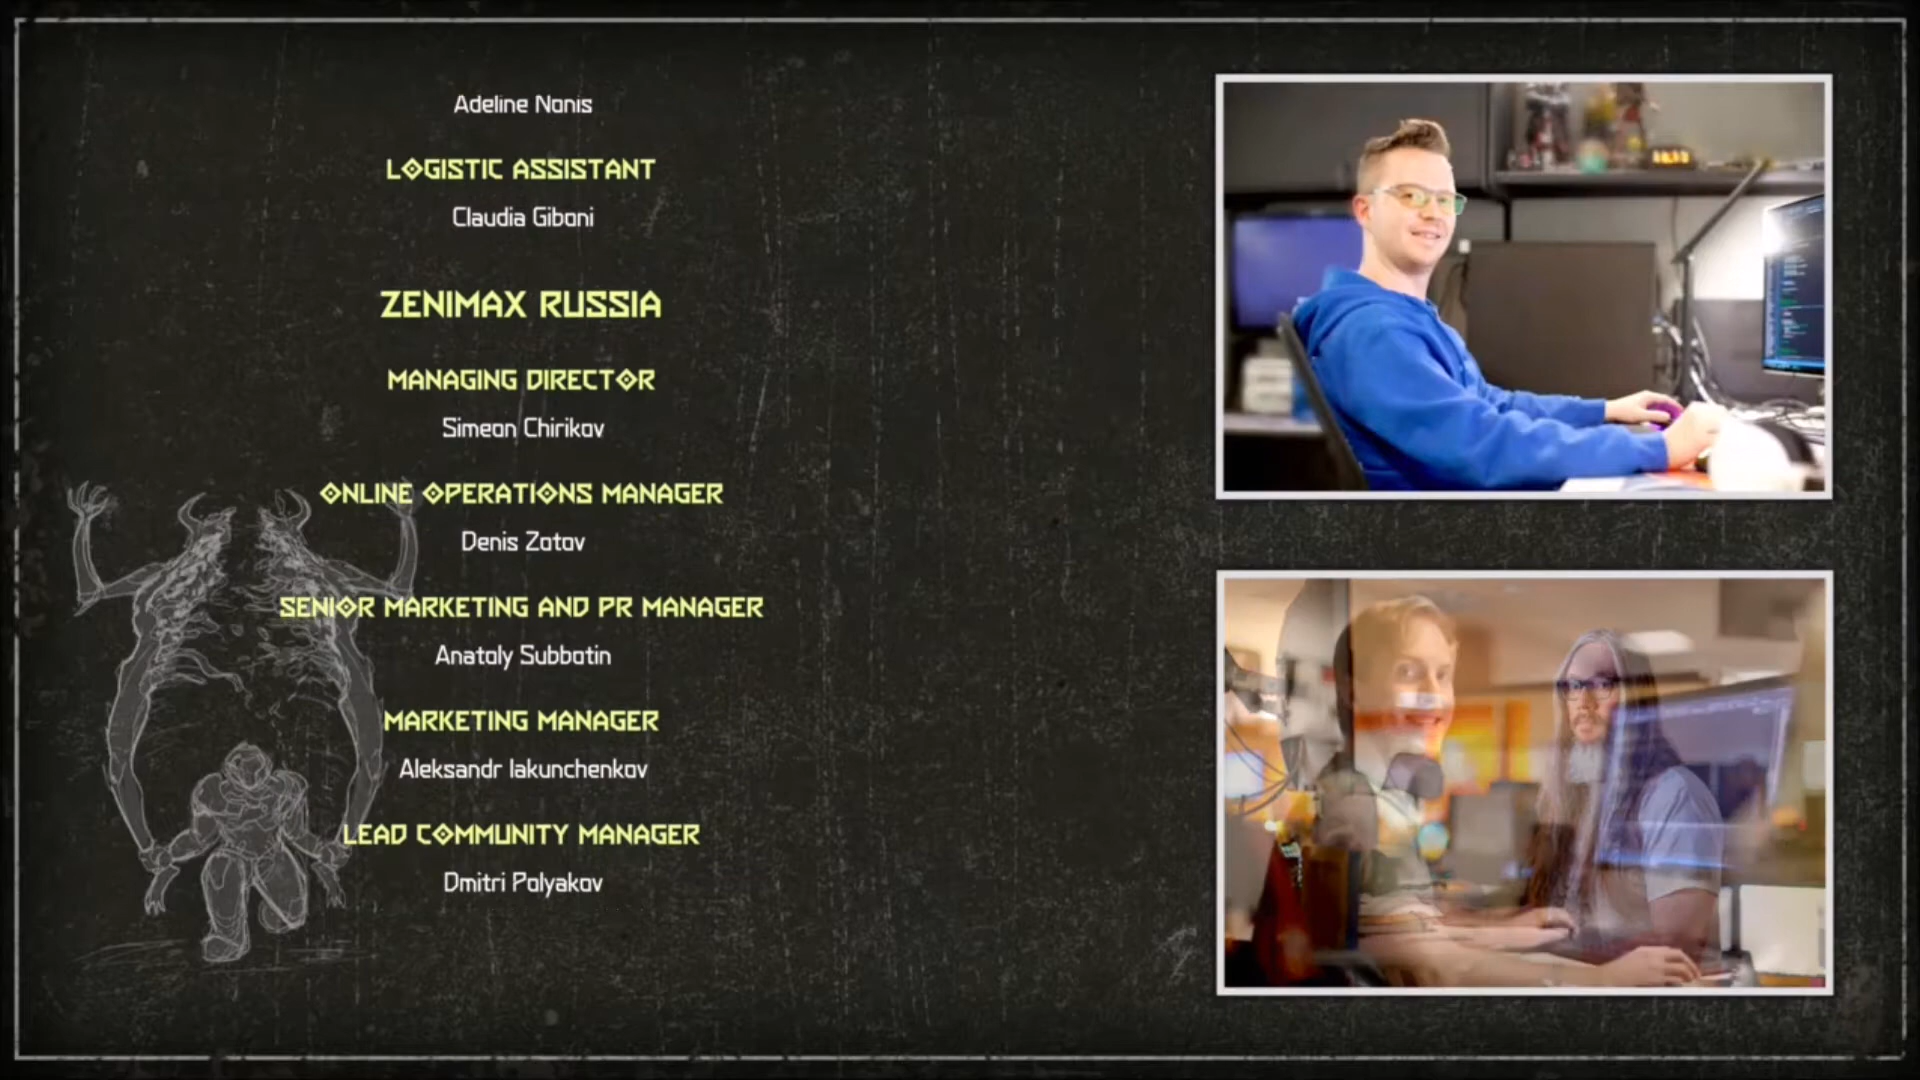 Adeline Nonis
LOGISTIC ASSISTANT
Claudia Giboni
ZENIMAX RUSSIA
MANAGING DIRECTOR
Simeon Chirikov
ONLINE OPERATIONS MANAGER
Denis Zotov
SENIOR MARKETING AND PR MANAGER
Anatoly Subbotin
MARKETING MANAGER
Aleksandr Iakunchenkov
LEAD COMMUNITY MANAGER
Dmitri Polyakov